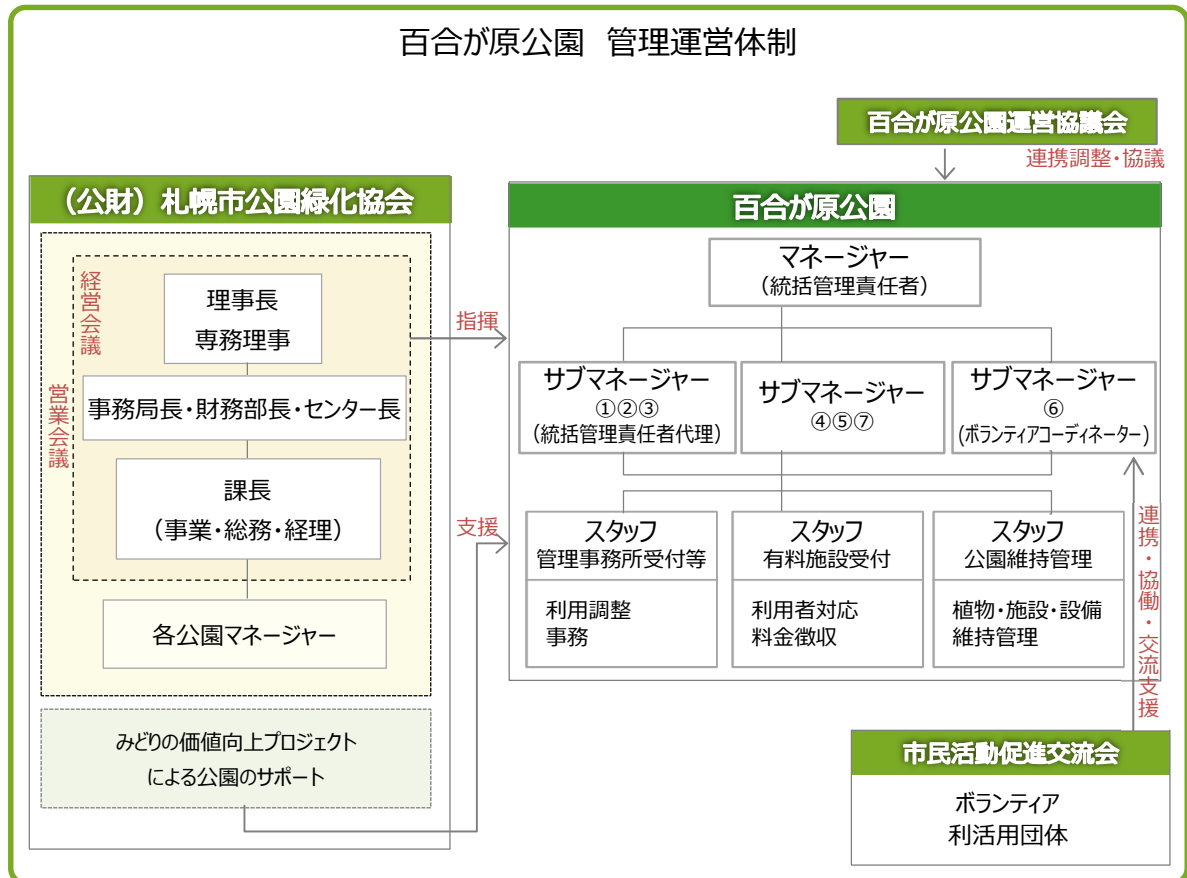 百合が原公園 管理運営体制
百合が原公園運営協議会
連携調整・協議
（公財）札幌市公園緑化協会
経営会議
営業会議
理事長
専務理事
事務局長・財務部長・センター長
課長
（事業・総務・経理）
各公園マネージャー
みどりの価値向上プロジェクト
による公園のサポート
指揮
支援
百合が原公園
マネージャー
（統括管理責任者）
サブマネージャー
①②③
（統括管理責任者代理）
サブマネージャー
④⑤⑦
サブマネージャー
⑥
（ボランティアコーディネーター）
スタッフ
管理事務所受付等
利用調整
事務
スタッフ
有料施設受付
利用者対応
料金徴収
スタッフ
公園維持管理
植物・施設・設備
維持管理
連携・協働・交流支援
市民活動促進交流会
ボランティア
利活用団体